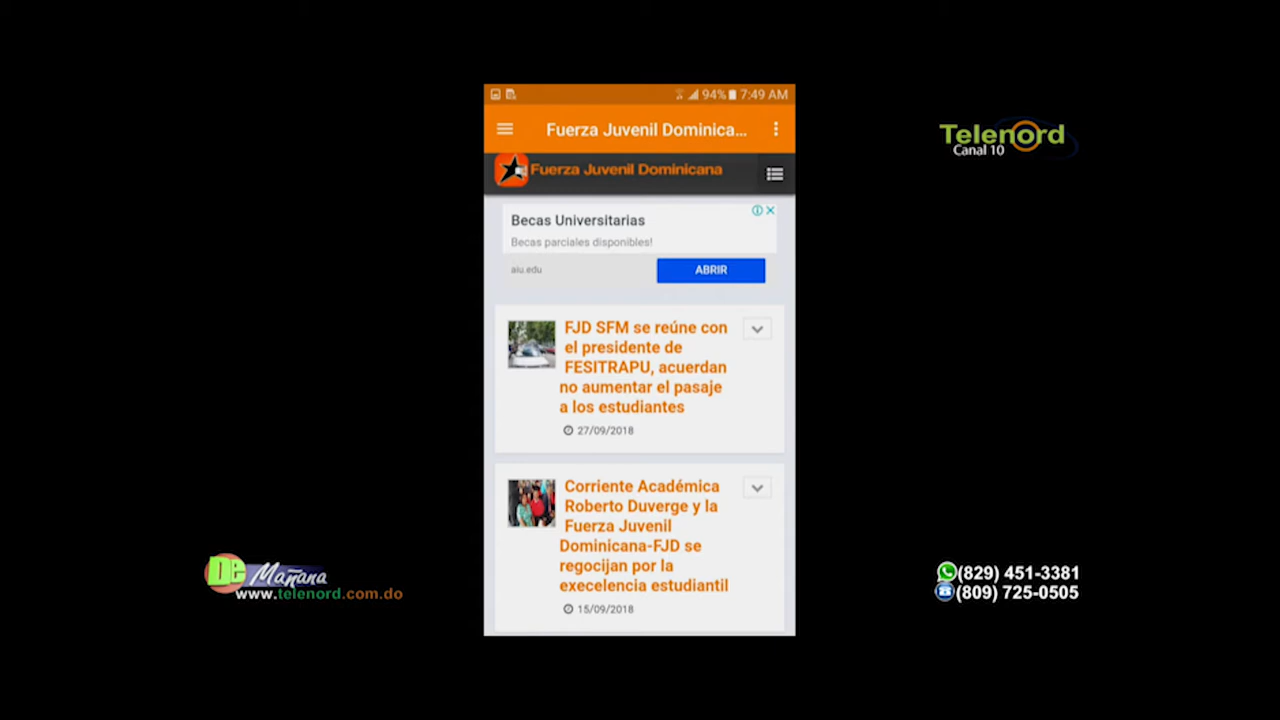 94% 7:49 AM
Fuerza Juvenil Dominica...
Fuerza Juvenil Dominicana
Becas Universitarias
Becas parciales disponibles!
aiu.edu
ABRIR
FJD SFM se reúne con
el presidente de
FESITRAPU, acuerdan
no aumentar el pasaje
a los estudiantes
27/09/2018
Corriente Académica
Roberto Duverge y la
Fuerza Juvenil
Dominicana-FJD se
regocijan por la
execelencia estudiantil
15/09/2018
Telenord
Canal 10
De Mañana
www.telenord.com.do
(829) 451-3381
(809) 725-0505